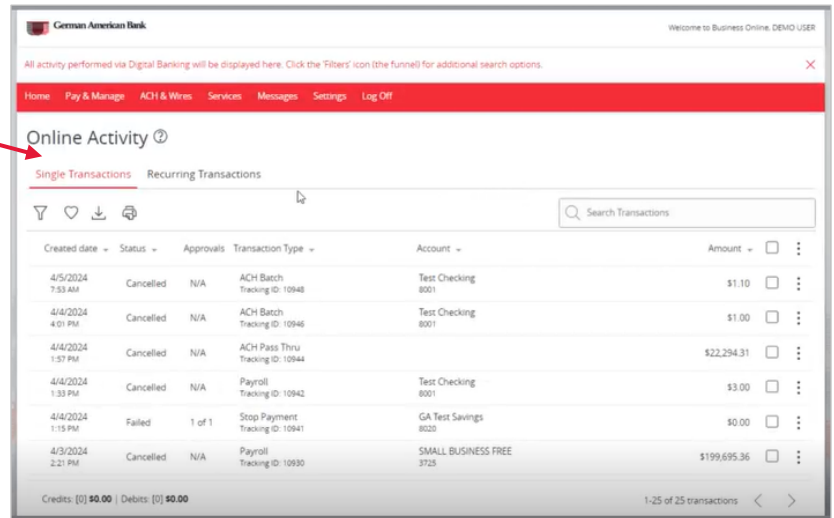 German American Bank
Welcome to Business Online, DEMO USER
All activity performed via Digital Banking will be displayed here. Click the 'Filters' icon (the funnel) for additional search options.
Home Pay & Manage ACH & Wires Services Messages Settings Log Off
Online Activity
Single Transactions Recurring Transactions
Search Transactions
Created date Status Approvals Transaction Type Account Amount
4/5/2024 Cancelled N/A ACH Batch Test Checking $1.10
7:53 AM Tracking ID: 10948 8001
4/4/2024 Cancelled N/A ACH Batch Test Checking $1.00
4:01 PM Tracking ID: 10946 8001
4/4/2024 Cancelled N/A ACH Pass Thru $22,294.31
1:57 PM Tracking ID: 10944
4/4/2024 Cancelled N/A Payroll Test Checking $3.00
1:33 PM Tracking ID: 10942 8001
4/4/2024 Failed 1 of 1 Stop Payment GA Test Savings $0.00
1:15 PM Tracking ID: 10941 8020
4/3/2024 Cancelled N/A Payroll SMALL BUSINESS FREE $199,695.36
2:21 PM Tracking ID: 10930 3725
Credits: [0] $0.00 | Debits: [0] $0.00 1-25 of 25 transactions